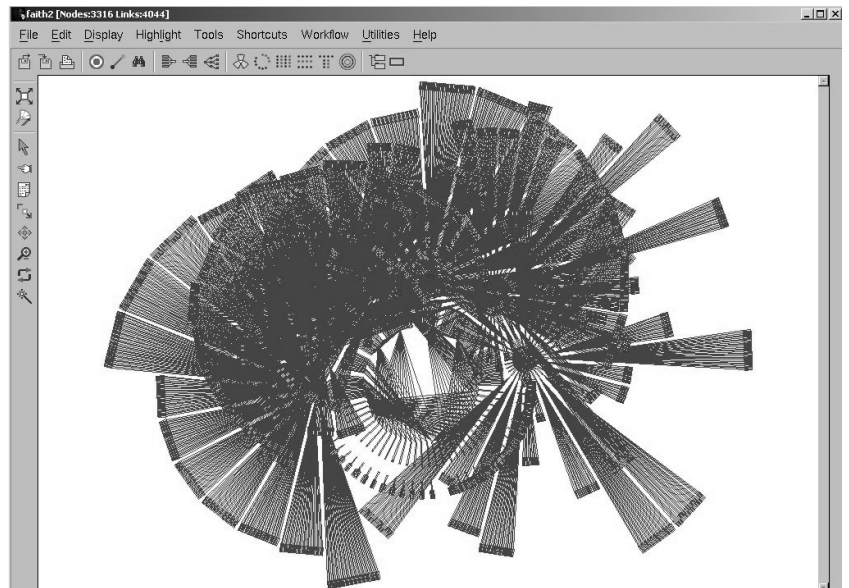 faith2 [Nodes:3316 Links:4044]
File Edit Display Highlight Tools Shortcuts Workflow Utilities Help